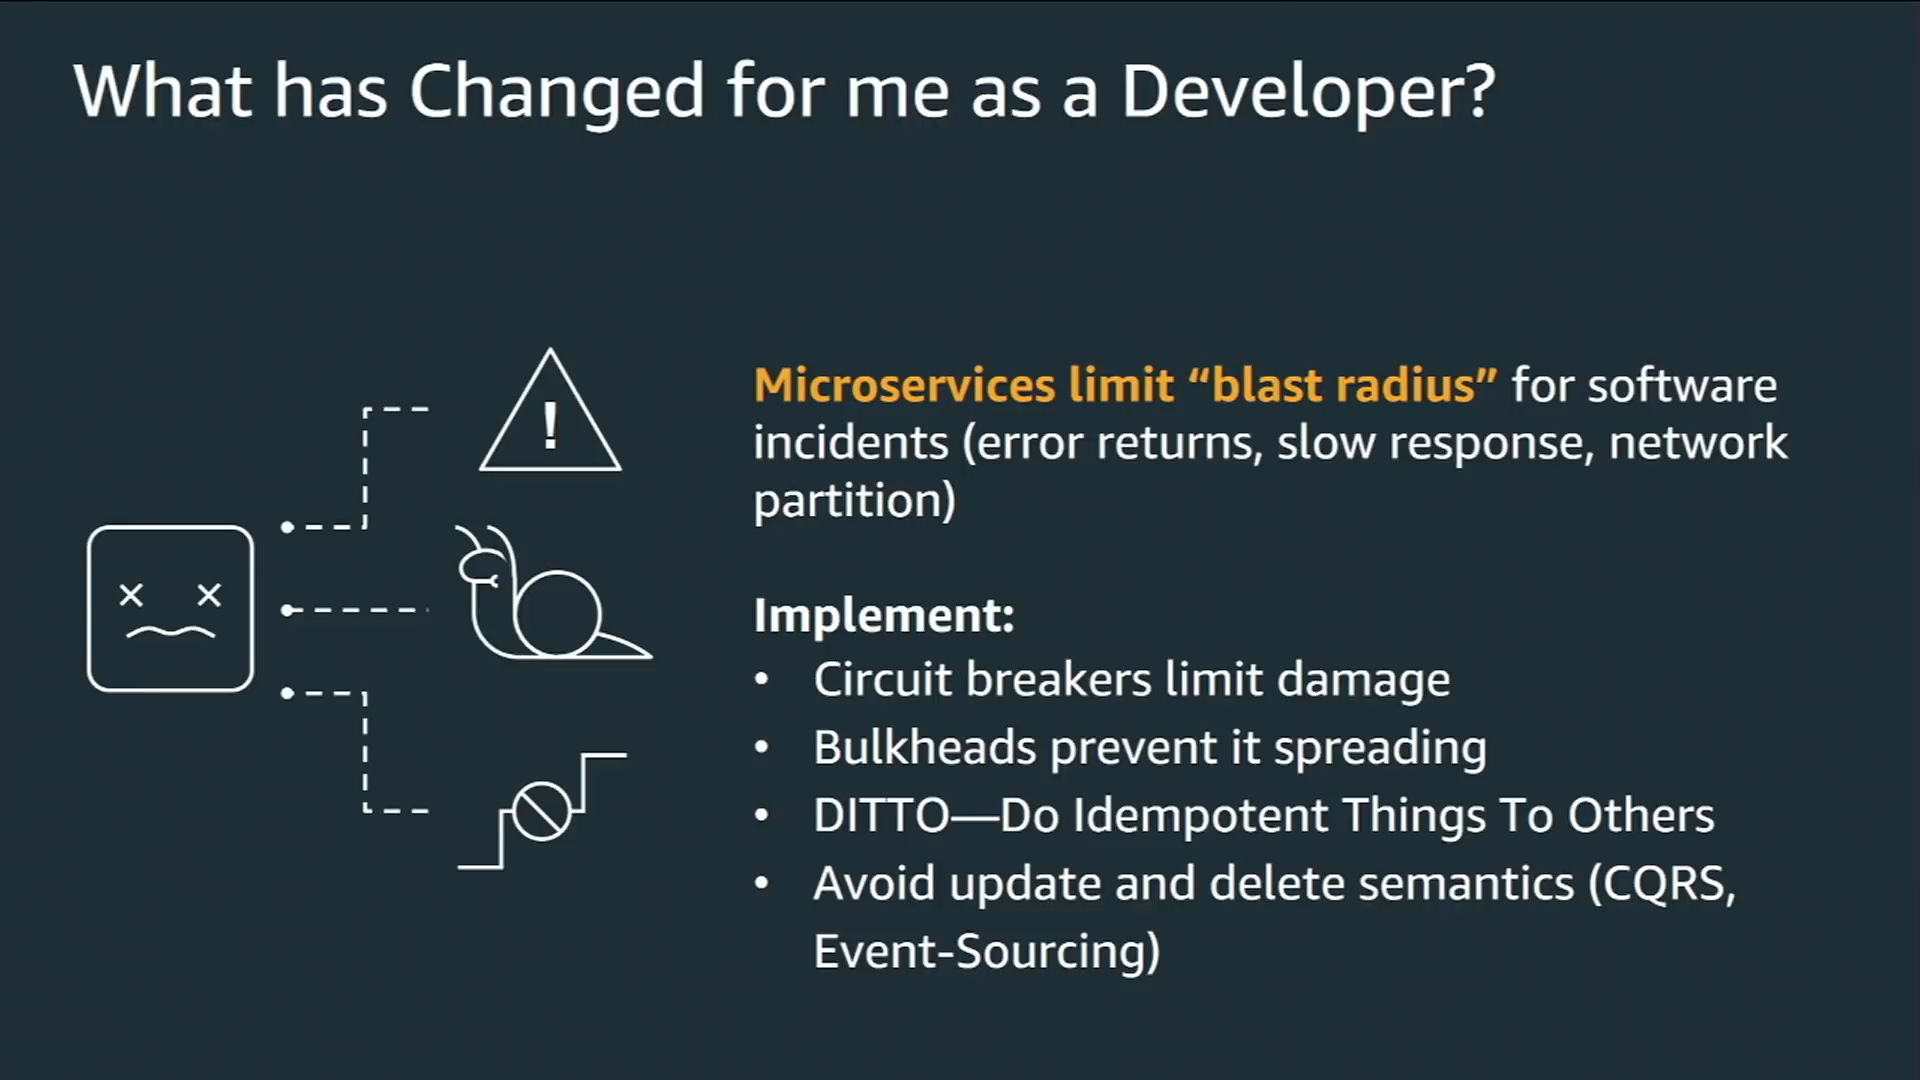 What has Changed for me as a Developer?
!
Microservices limit “blast radius” for software
incidents (error returns, slow response, network
partition)
Implement:
• Circuit breakers limit damage
• Bulkheads prevent it spreading
• DITTO—Do Idempotent Things To Others
• Avoid update and delete semantics (CQRS,
Event-Sourcing)